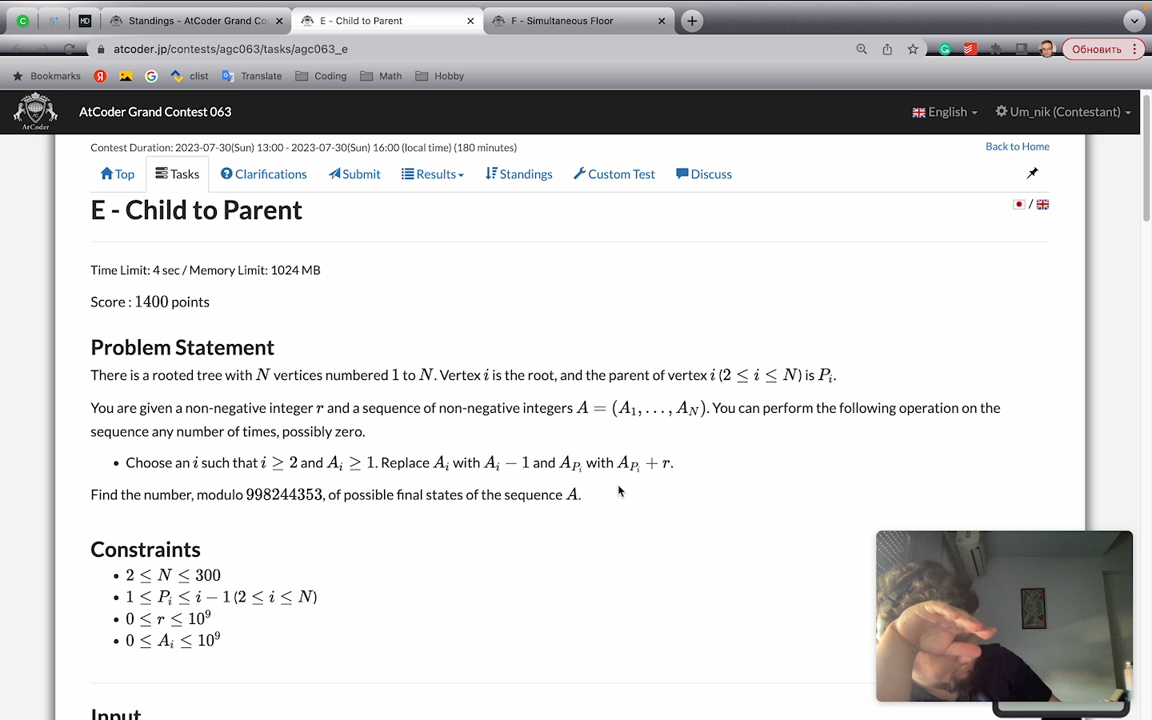 Standings - AtCoder Grand Co
E - Child to Parent
F - Simultaneous Floor
atcoder.jp/contests/agc063/tasks/agc063_e
Обновить
Bookmarks
clist
Translate
Coding
Math
Hobby
AtCoder Grand Contest 063
English
Um_nik (Contestant)
Contest Duration: 2023-07-30(Sun) 13:00 - 2023-07-30(Sun) 16:00 (local time) (180 minutes)
Back to Home
Top
Tasks
Clarifications
Submit
Results
Standings
Custom Test
Discuss
E - Child to Parent
/
Time Limit: 4 sec / Memory Limit: 1024 MB
Score : 1400 points
Problem Statement
There is a rooted tree with N vertices numbered 1 to N. Vertex i is the root, and the parent of vertex i (2 ≤ i ≤ N) is P_i.
You are given a non-negative integer r and a sequence of non-negative integers A = (A_1, . . . , A_N). You can perform the following operation on the
sequence any number of times, possibly zero.
• Choose an i such that i ≥ 2 and A_i ≥ 1. Replace A_i with A_i − 1 and A_{P_i} with A_{P_i} + r.
Find the number, modulo 998244353, of possible final states of the sequence A.
Constraints
• 2 ≤ N ≤ 300
• 1 ≤ P_i ≤ i − 1 (2 ≤ i ≤ N)
• 0 ≤ r ≤ 10^9
• 0 ≤ A_i ≤ 10^9
Input